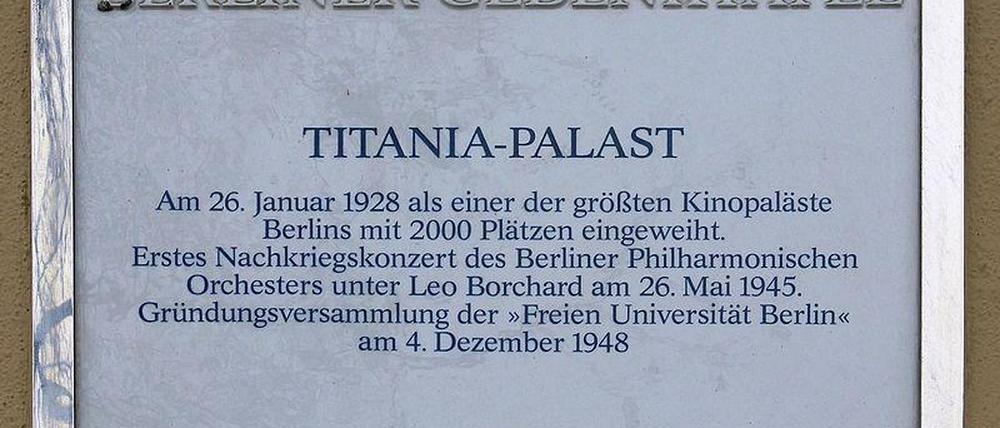 BERLINER GEDENKTAFEL
TITANIA-PALAST
Am 26. Januar 1928 als einer der größten Kinopaläste
Berlins mit 2000 Plätzen eingeweiht.
Erstes Nachkriegskonzert des Berliner Philharmonischen
Orchesters unter Leo Borchard am 26. Mai 1945.
Gründungsversammlung der »Freien Universität Berlin«
am 4. Dezember 1948